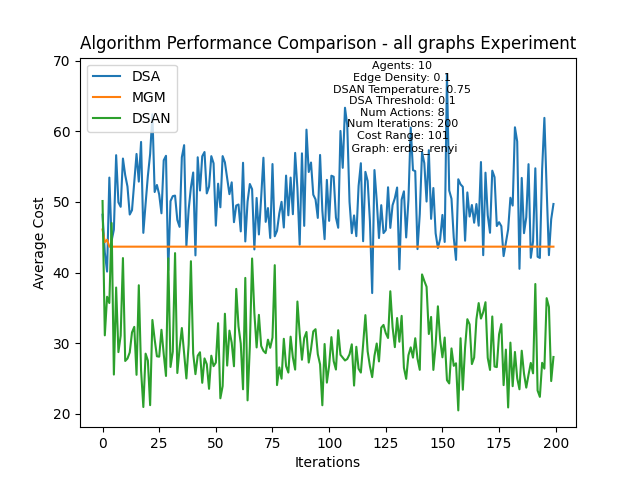 Algorithm Performance Comparison - all graphs Experiment
DSA
MGM
DSAN
Agents: 10
Edge Density: 0.1
DSAN Temperature: 0.75
DSA Threshold: 0.1
Num Actions: 8
Num Iterations: 200
Cost Range: 101
Graph: erdos_renyi
Average Cost
70
60
50
40
30
20
0
25
50
75
100
125
150
175
200
Iterations